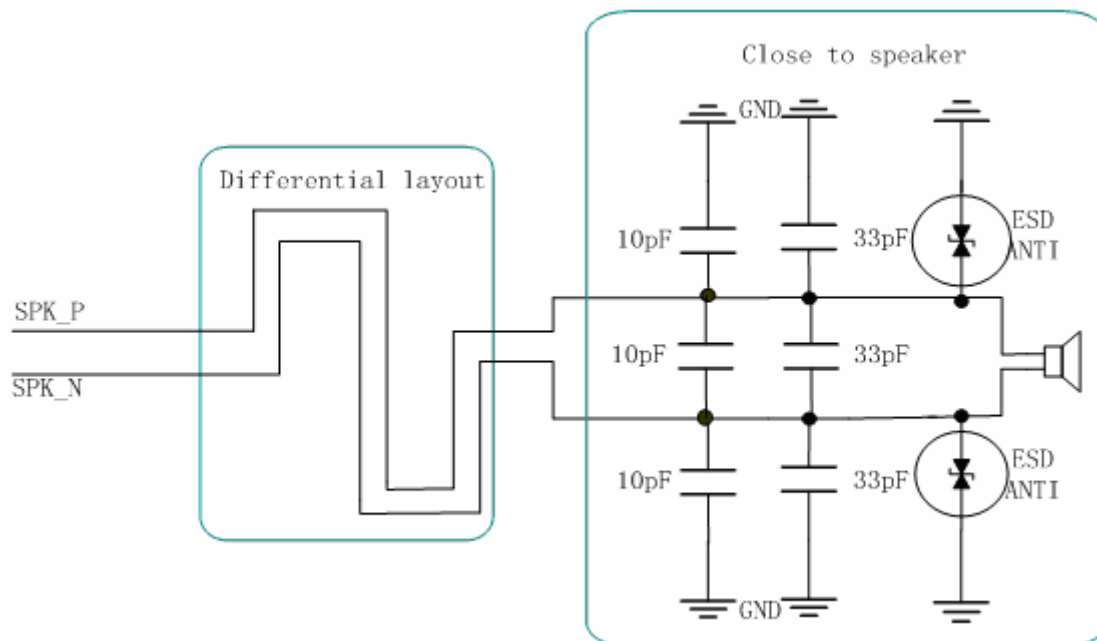 Close to speaker
GND
Differential layout
10pF
33pF
ESD
ANTI
SPK_P
10pF
33pF
SPK_N
10pF
33pF
ESD
ANTI
GND